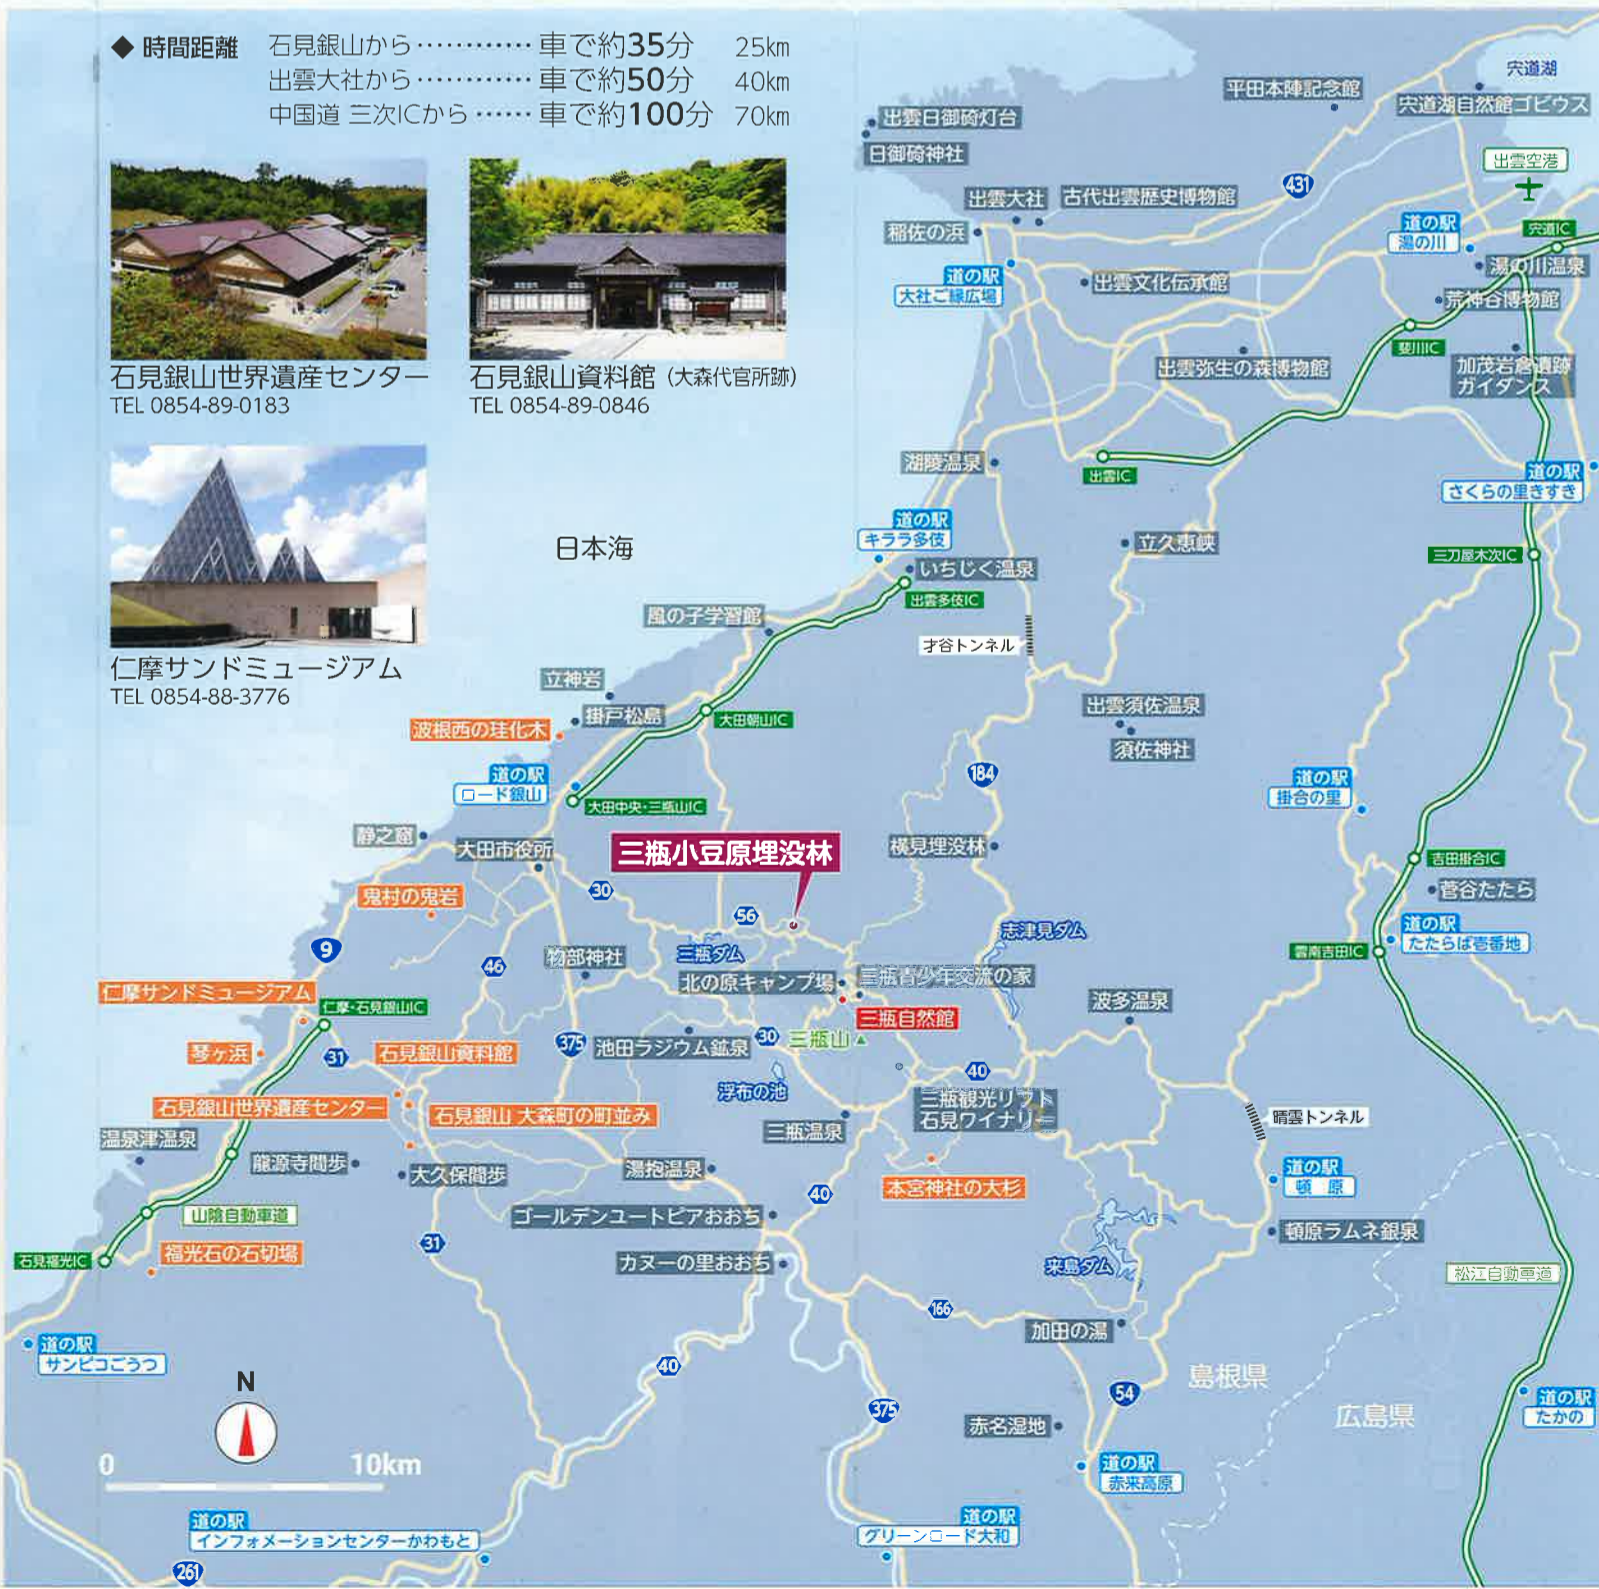 ◆ 時間距離 石見銀山から………… 車で約35分 25km
出雲大社から………… 車で約50分 40km
中国道 三次ICから…… 車で約100分 70km
石見銀山世界遺産センター
TEL 0854-89-0183
石見銀山資料館（大森代官所跡）
TEL 0854-89-0846
仁摩サンドミュージアム
TEL 0854-88-3776
日本海
宍道湖
平田本陣記念館
宍道湖自然館ゴビウス
出雲日御碕灯台
日御碕神社
出雲空港
431
出雲大社
古代出雲歴史博物館
稲佐の浜
道の駅
湯の川
宍道IC
湯の川温泉
道の駅
大社ご縁広場
出雲文化伝承館
荒神谷博物館
斐川IC
出雲弥生の森博物館
加茂岩倉遺跡
ガイダンス
湖陵温泉
出雲IC
道の駅
さくらの里きすき
道の駅
キララ多伎
立久恵峡
三刀屋木次IC
いちじく温泉
出雲多伎IC
風の子学習館
才谷トンネル
立神岩
掛戸松島
波根西の珪化木
大田朝山IC
出雲須佐温泉
須佐神社
道の駅
ロード銀山
大田中央・三瓶山IC
184
道の駅
掛合の里
静之窟
大田市役所
三瓶小豆原埋没林
横見埋没林
吉田掛合IC
菅谷たたら
鬼村の鬼岩
30
56
志津見ダム
道の駅
たたらば壱番地
雲南吉田IC
9
46
物部神社
三瓶ダム
北の原キャンプ場
三瓶青少年交流の家
仁摩サンドミュージアム
仁摩・石見銀山IC
三瓶自然館
波多温泉
琴ヶ浜
31
石見銀山資料館
375
池田ラジウム鉱泉
30
三瓶山
40
浮布の池
三瓶観光リフト
石見ワイナリー
石見銀山世界遺産センター
石見銀山 大森町の町並み
三瓶温泉
晴雲トンネル
温泉津温泉
龍源寺間歩
大久保間歩
湯抱温泉
本宮神社の大杉
道の駅
頓 原
40
山陰自動車道
ゴールデンユートピアおおち
頓原ラムネ銀泉
石見福光IC
福光石の石切場
31
カヌーの里おおち
来島ダム
松江自動車道
166
加田の湯
道の駅
サンピコごうつ
40
島根県
広島県
54
375
赤名湿地
道の駅
たかの
N
0 10km
道の駅
赤来高原
道の駅
インフォメーションセンターかわもと
道の駅
グリーンロード大和
261